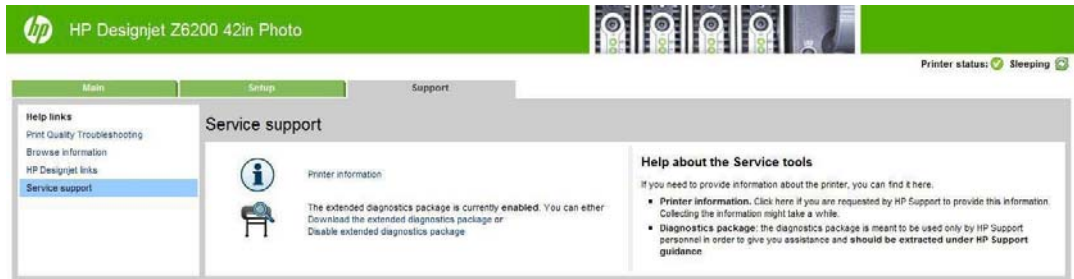 hp HP Designjet Z6200 42in Photo
Printer status: Sleeping
Main Setup Support
Help links
Print Quality Troubleshooting
Browse information
HP Designjet links
Service support
Service support
Printer information
The extended diagnostics package is currently enabled. You can either
Download the extended diagnostics package or
Disable extended diagnostics package
Help about the Service tools
If you need to provide information about the printer, you can find it here.
Printer information. Click here if you are requested by HP Support to provide this information.
Collecting the information might take a while.
Diagnostics package: the diagnostics package is meant to be used only by HP Support
personnel in order to give you assistance and should be extracted under HP Support
guidance